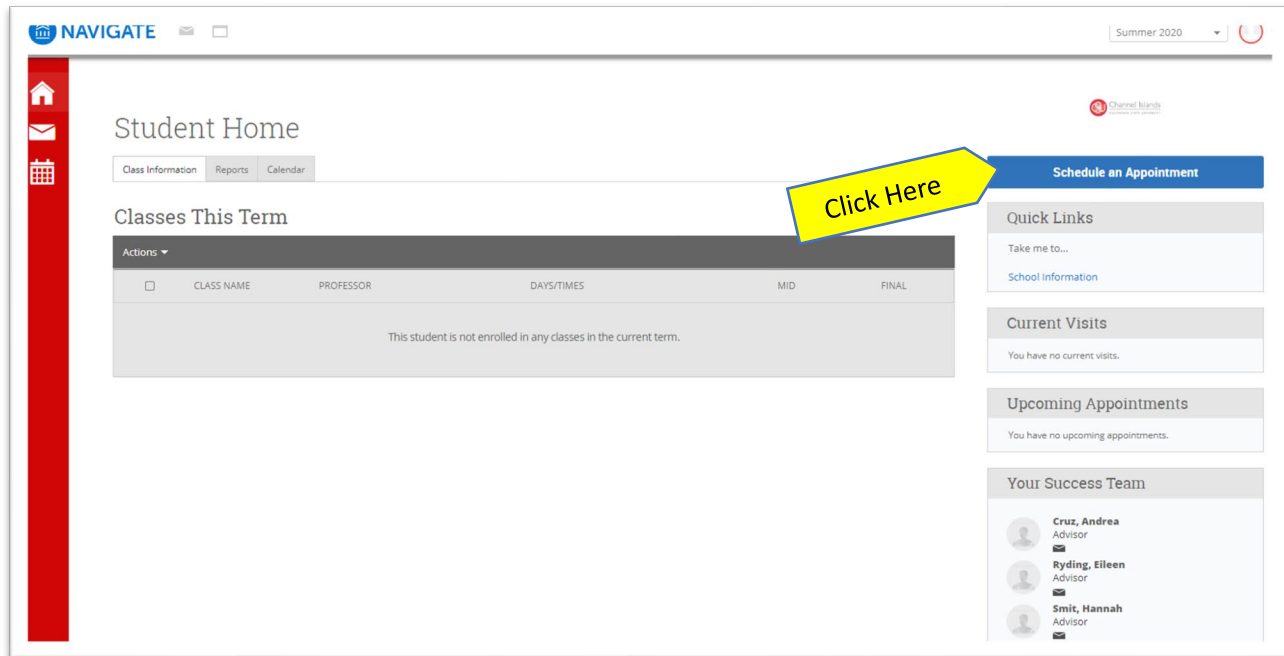 NAVIGATE
Summer 2020
Channel Islands
Student Home
Class Information Reports Calendar
Click Here
Schedule an Appointment
Classes This Term
Actions
CLASS NAME PROFESSOR DAYS/TIMES MID FINAL
This student is not enrolled in any classes in the current term.
Quick Links
Take me to...
School Information
Current Visits
You have no current visits.
Upcoming Appointments
You have no upcoming appointments.
Your Success Team
Cruz, Andrea
Advisor
Ryding, Eileen
Advisor
Smit, Hannah
Advisor